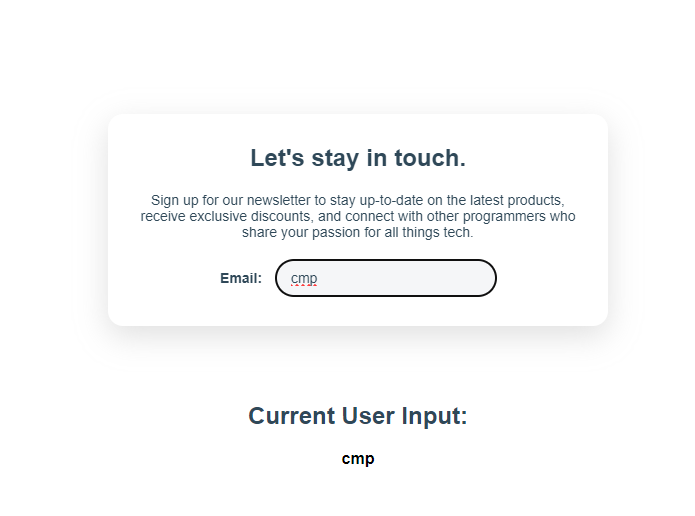 Let's stay in touch.
Sign up for our newsletter to stay up-to-date on the latest products,
receive exclusive discounts, and connect with other programmers who
share your passion for all things tech.
Email: cmp
Current User Input:
cmp